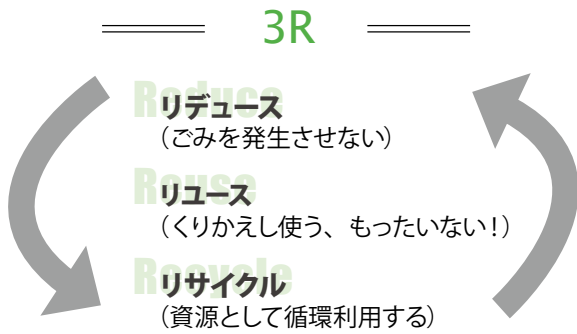 3R
Reduce
リデュース
（ごみを発生させない）
Reuse
リユース
（くりかえし使う、もったいない！）
Recycle
リサイクル
（資源として循環利用する）